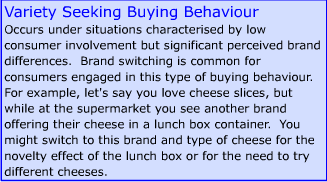 Variety Seeking Buying Behaviour
Occurs under situations characterised by low
consumer involvement but significant perceived brand
differences.  Brand switching is common for
consumers engaged in this type of buying behaviour.
For example, let's say you love cheese slices, but
while at the supermarket you see another brand
offering their cheese in a lunch box container.  You
might switch to this brand and type of cheese for the
novelty effect of the lunch box or for the need to try
different cheeses.